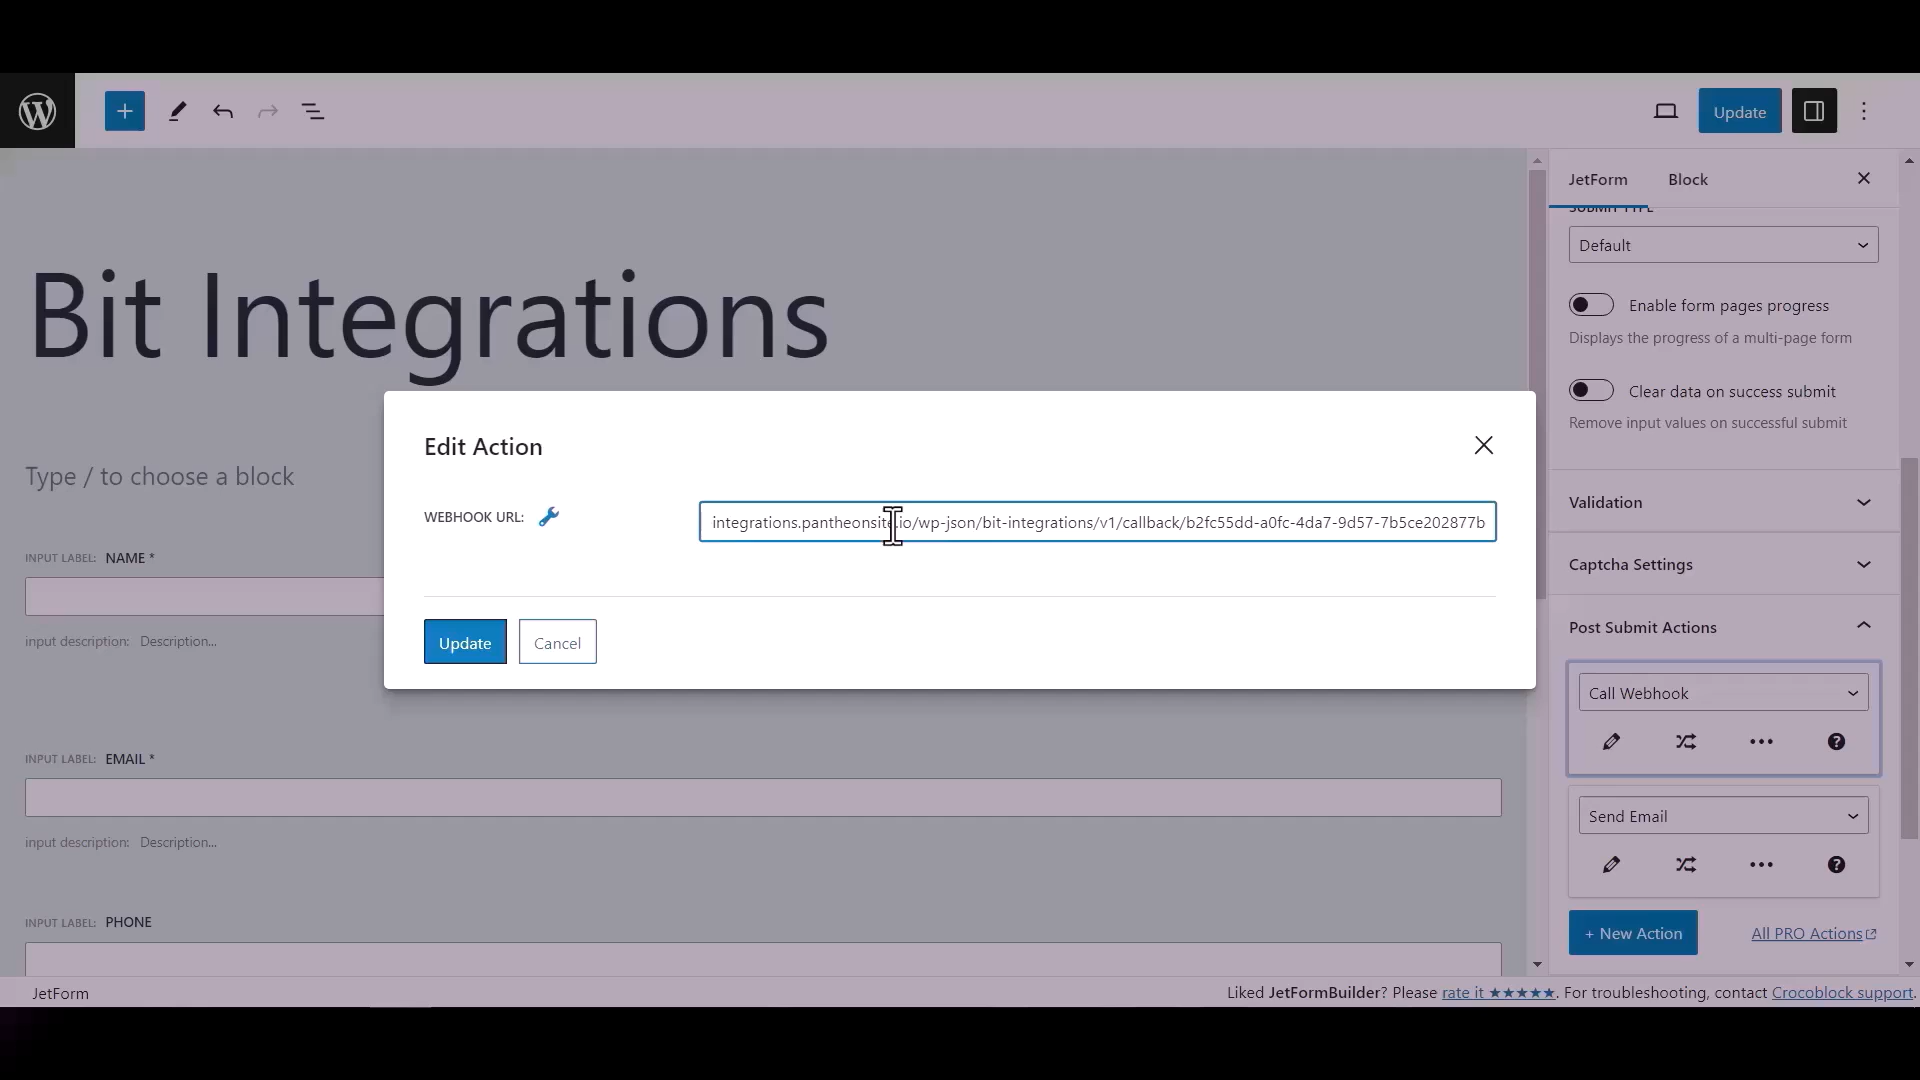 Update
JetForm
Block
SUBMIT TYPE
Default
Enable form pages progress
Displays the progress of a multi-page form
Clear data on success submit
Remove input values on successful submit
Validation
Captcha Settings
Post Submit Actions
Call Webhook
Send Email
+ New Action
All PRO Actions
Bit Integrations
Type / to choose a block
INPUT LABEL: NAME *
input description: Description...
INPUT LABEL: EMAIL *
input description: Description...
INPUT LABEL: PHONE
Edit Action
WEBHOOK URL:
integrations.pantheonsite.io/wp-json/bit-integrations/v1/callback/b2fc55dd-a0fc-4da7-9d57-7b5ce202877b
Update
Cancel
JetForm
Liked JetFormBuilder? Please rate it ★★★★★. For troubleshooting, contact Crocoblock support.